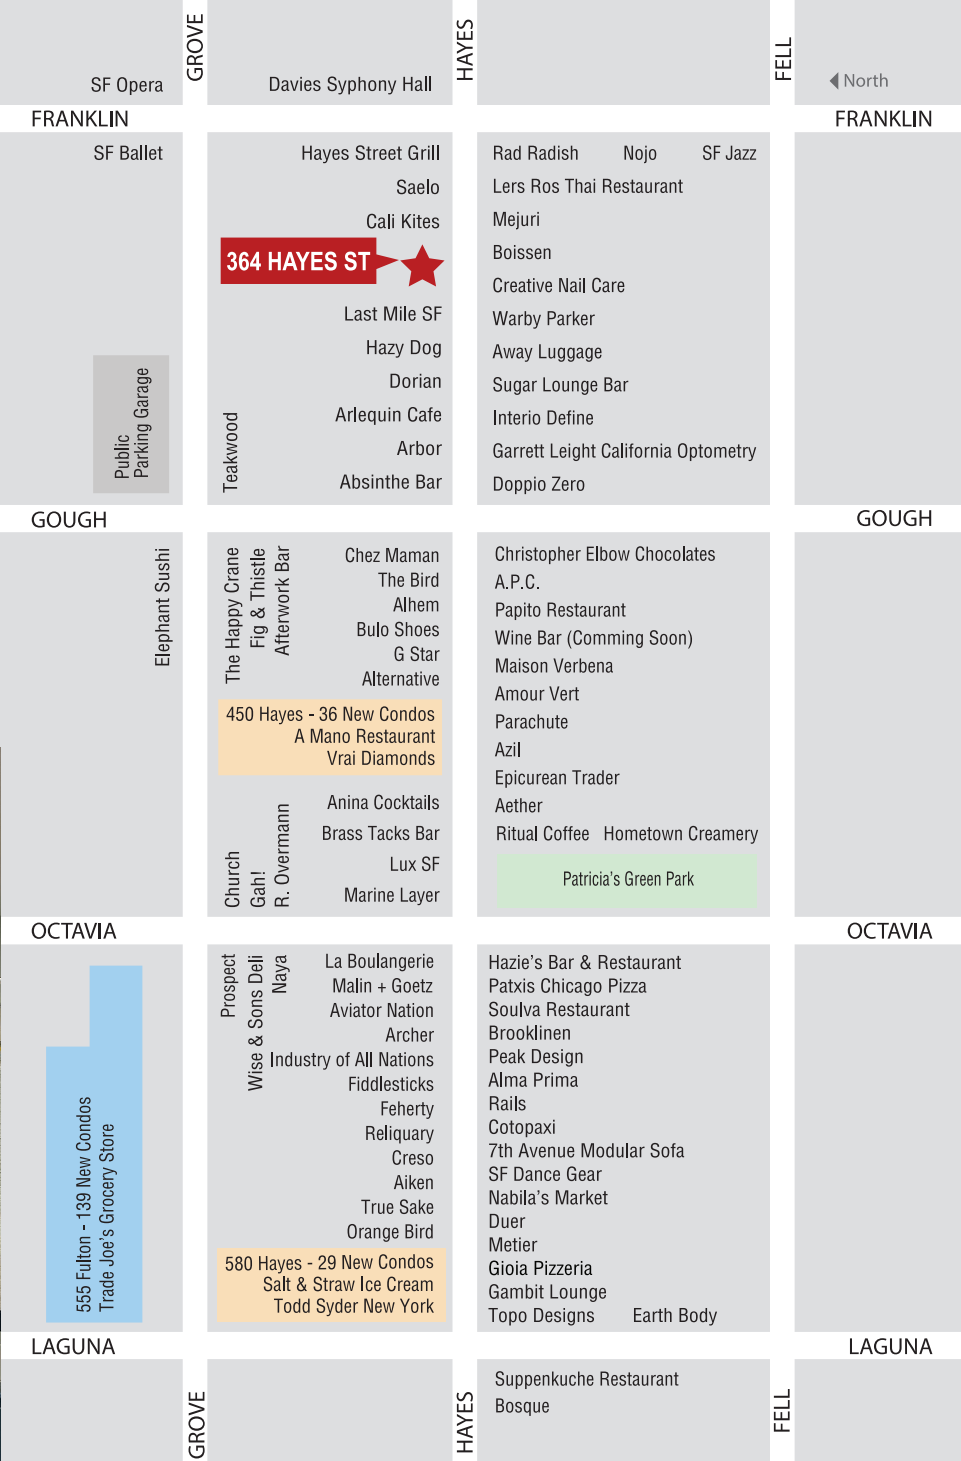 GROVE
HAYES
FELL
SF Opera
Davies Syphony Hall
North
FRANKLIN
FRANKLIN
SF Ballet
Hayes Street Grill
Saelo
Cali Kites
364 HAYES ST
Last Mile SF
Hazy Dog
Dorian
Arlequin Cafe
Arbor
Absinthe Bar
Teakwood
Public
Parking Garage
Rad Radish
Nojo
SF Jazz
Lers Ros Thai Restaurant
Mejuri
Boissen
Creative Nail Care
Warby Parker
Away Luggage
Sugar Lounge Bar
Interio Define
Garrett Leight California Optometry
Doppio Zero
GOUGH
GOUGH
Elephant Sushi
The Happy Crane
Fig & Thistle
Afterwork Bar
Chez Maman
The Bird
Alhem
Bulo Shoes
G Star
Alternative
450 Hayes - 36 New Condos
A Mano Restaurant
Vrai Diamonds
Anina Cocktails
Brass Tacks Bar
Lux SF
Marine Layer
Church
Gah!
R. Overmann
Christopher Elbow Chocolates
A.P.C.
Papito Restaurant
Wine Bar (Comming Soon)
Maison Verbena
Amour Vert
Parachute
Azil
Epicurean Trader
Aether
Ritual Coffee
Hometown Creamery
Patricia's Green Park
OCTAVIA
OCTAVIA
555 Fulton - 139 New Condos
Trade Joe's Grocery Store
Prospect
Wise & Sons Deli
Naya
La Boulangerie
Malin + Goetz
Aviator Nation
Archer
Industry of All Nations
Fiddlesticks
Feherty
Reliquary
Creso
Aiken
True Sake
Orange Bird
580 Hayes - 29 New Condos
Salt & Straw Ice Cream
Todd Syder New York
Hazie's Bar & Restaurant
Patxis Chicago Pizza
Soulva Restaurant
Brooklinen
Peak Design
Alma Prima
Rails
Cotopaxi
7th Avenue Modular Sofa
SF Dance Gear
Nabila's Market
Duer
Metier
Gioia Pizzeria
Gambit Lounge
Topo Designs
Earth Body
LAGUNA
LAGUNA
Suppenkuche Restaurant
Bosque
GROVE
HAYES
FELL